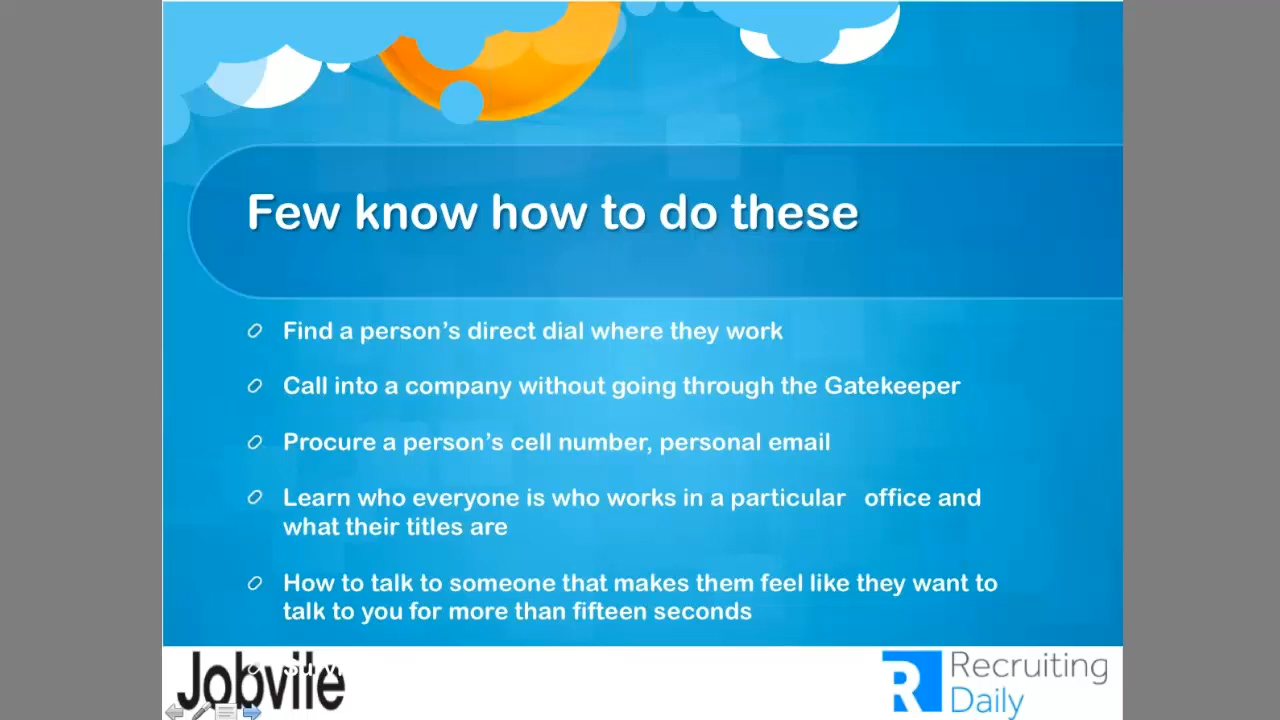 Few know how to do these
Find a person's direct dial where they work
Call into a company without going through the Gatekeeper
Procure a person's cell number, personal email
Learn who everyone is who works in a particular   office and
what their titles are
How to talk to someone that makes them feel like they want to
talk to you for more than fifteen seconds
Jobvite
Recruiting
Daily